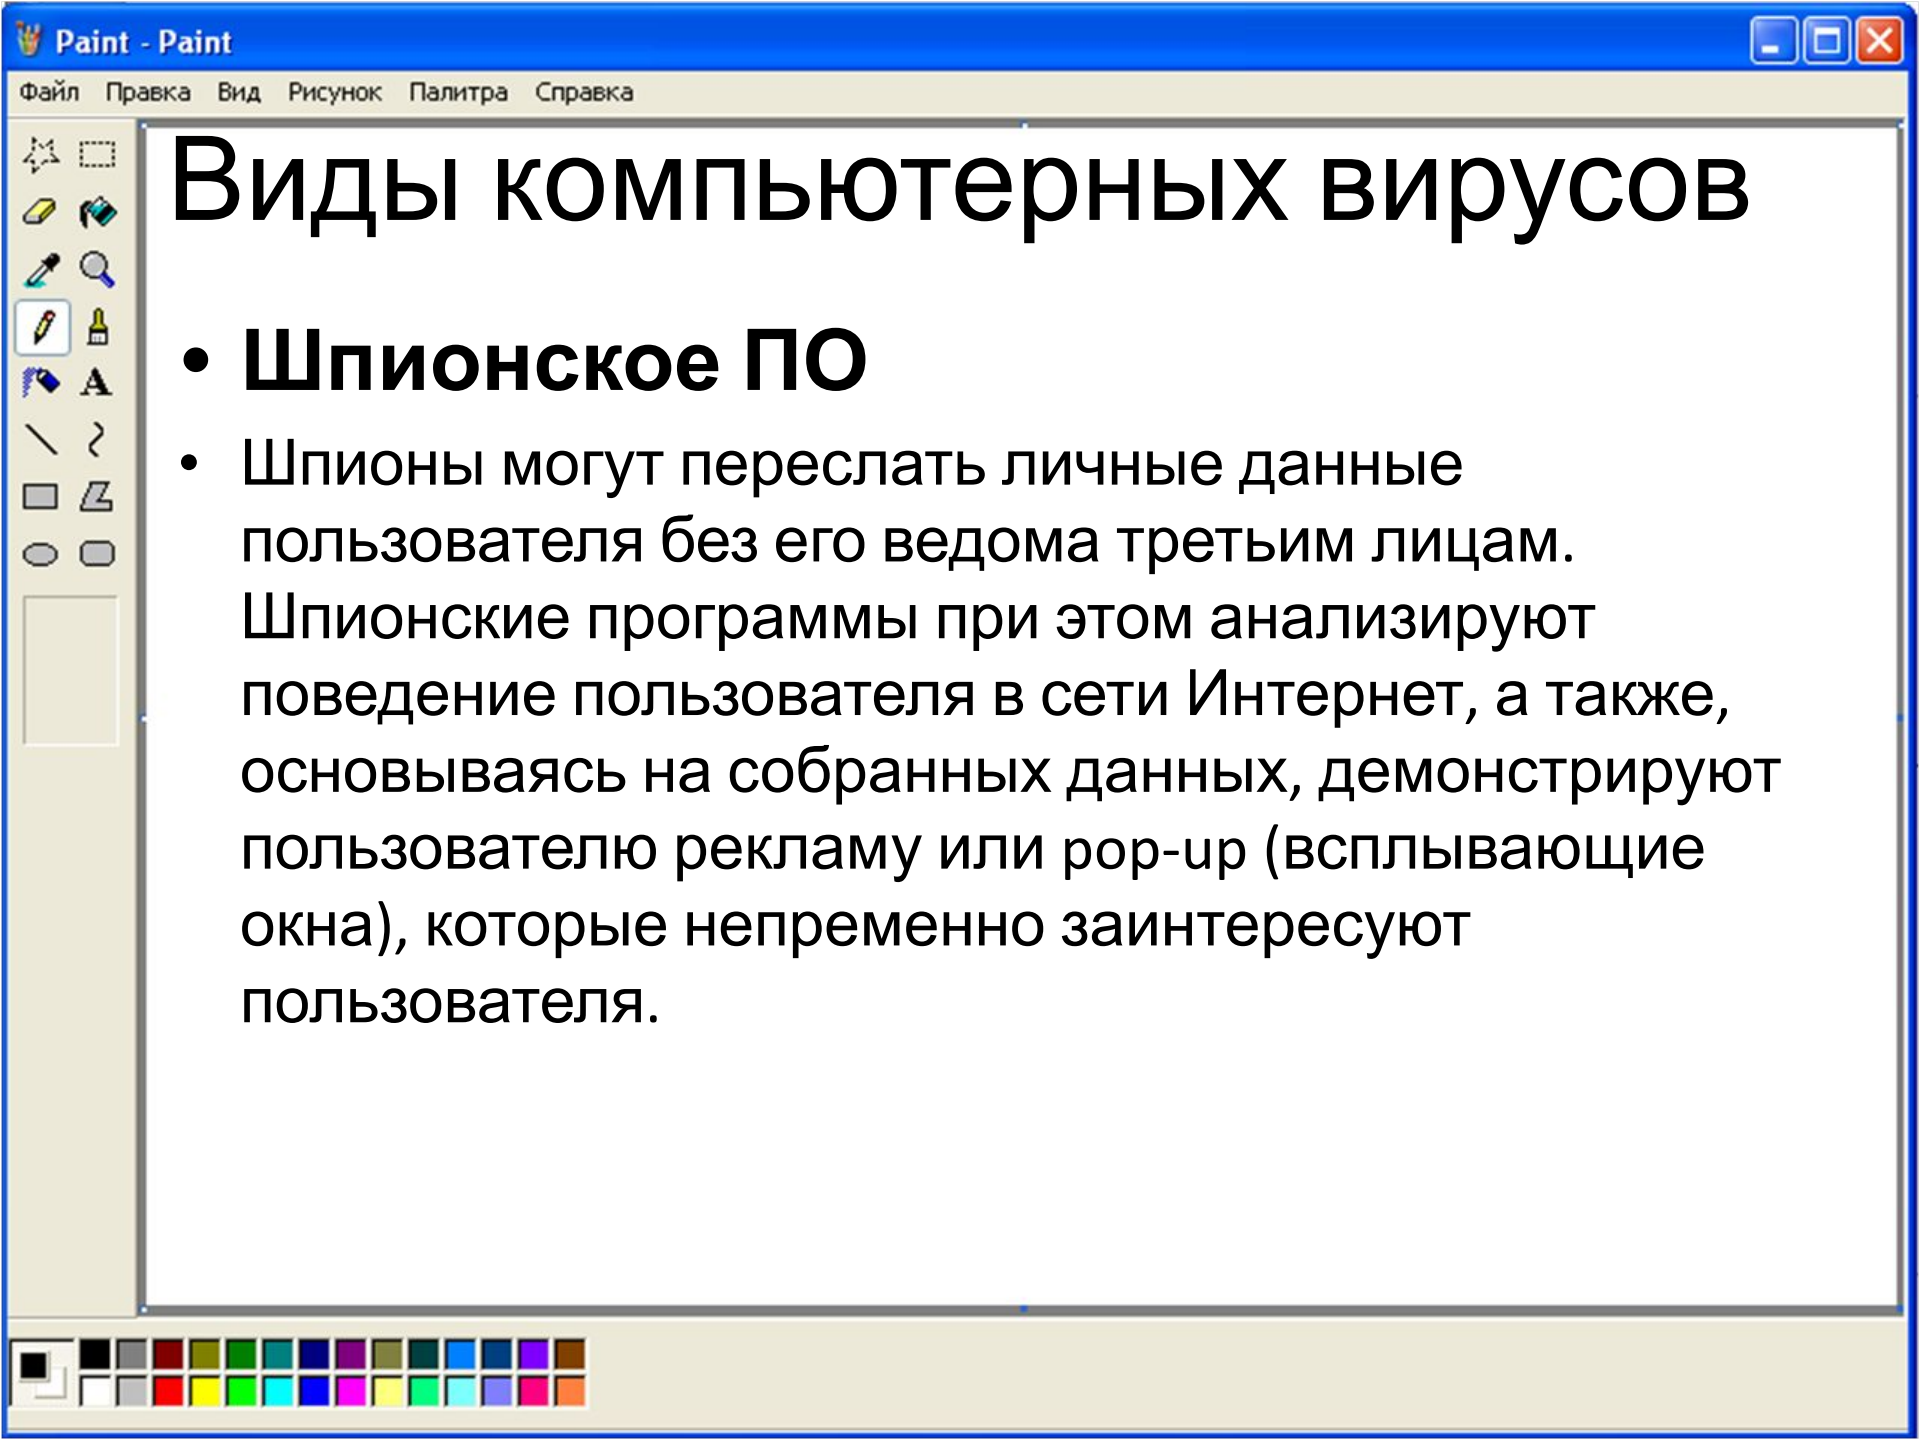 Paint - Paint
Файл Правка Вид Рисунок Палитра Справка
Виды компьютерных вирусов
• Шпионское ПО
• Шпионы могут переслать личные данные
пользователя без его ведома третьим лицам.
Шпионские программы при этом анализируют
поведение пользователя в сети Интернет, а также,
основываясь на собранных данных, демонстрируют
пользователю рекламу или pop-up (всплывающие
окна), которые непременно заинтересуют
пользователя.
A